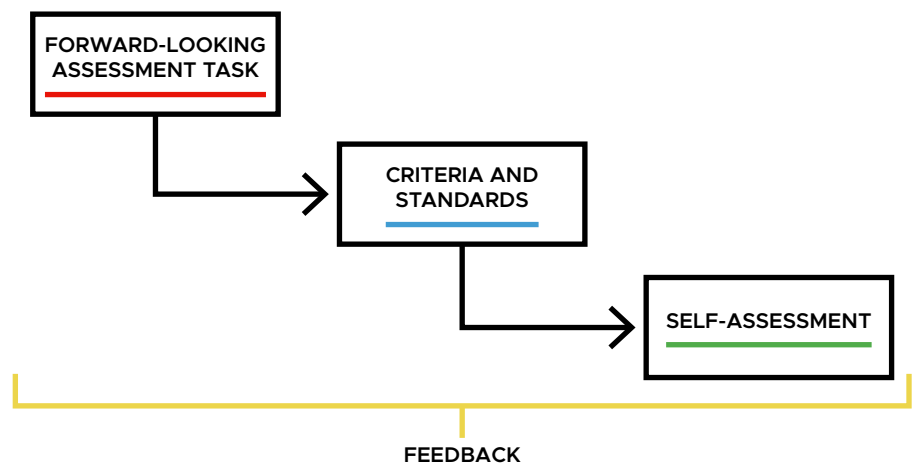 FORWARD-LOOKING
ASSESSMENT TASK
CRITERIA AND
STANDARDS
SELF-ASSESSMENT
FEEDBACK